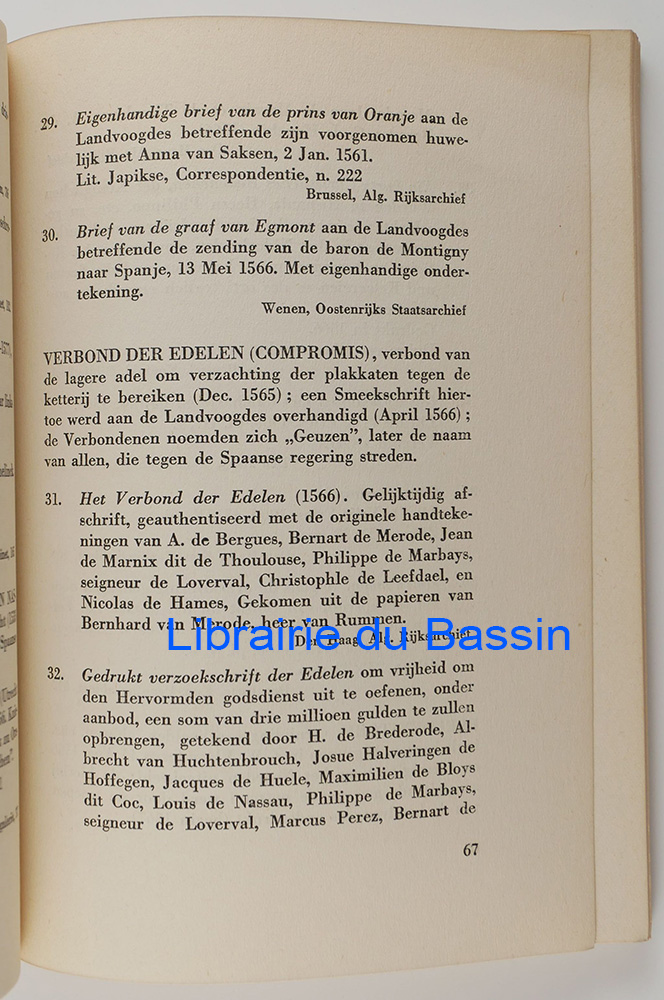 29. Eigenhandige brief van de prins van Oranje aan de
Landvoogdes betreffende zijn voorgenomen huwe-
lijk met Anna van Saksen, 2 Jan. 1561.
Lit. Japikse, Correspondentie, n. 222
Brussel, Alg. Rijksarchief
30. Brief van de graaf van Egmont aan de Landvoogdes
betreffende de zending van de baron de Montigny
naar Spanje, 13 Mei 1566. Met eigenhandige onder-
tekening.
Wenen, Oostenrijks Staatsarchief
VERBOND DER EDELEN (COMPROMIS), verbond van
de lagere adel om verzachting der plakkaten tegen de
ketterij te bereiken (Dec. 1565) ; een Smeekschrift hier-
toe werd aan de Landvoogdes overhandigd (April 1566) ;
de Verbondenen noemden zich „Geuzen”, later de naam
van allen, die tegen de Spaanse regering streden.
31. Het Verbond der Edelen (1566). Gelijktijdig af-
schrift, geauthentiseerd met de originele handteke-
ningen van A. de Bergues, Bernart de Merode, Jean
de Marnix dit de Thoulouse, Philippe de Marbays,
seigneur de Loverval, Christophle de Leefdael, en
Nicolas de Hames, Gekomen uit de papieren van
Bernhard van Merode, heer van Rummen.
Den Haag, Alg. Rijksarchief
Librairie du Bassin
32. Gedrukt verzoekschrift der Edelen om vrijheid om
den Hervormden godsdienst uit te oefenen, onder
aanbod, een som van drie millioen gulden te zullen
opbrengen, getekend door H. de Brederode, Al-
brecht van Huchtenbrouch, Josue Halveringen de
Hoffegen, Jacques de Huele, Maximilien de Bloys
dit Coc, Louis de Nassau, Philippe de Marbays,
seigneur de Loverval, Marcus Perez, Bernart de
67